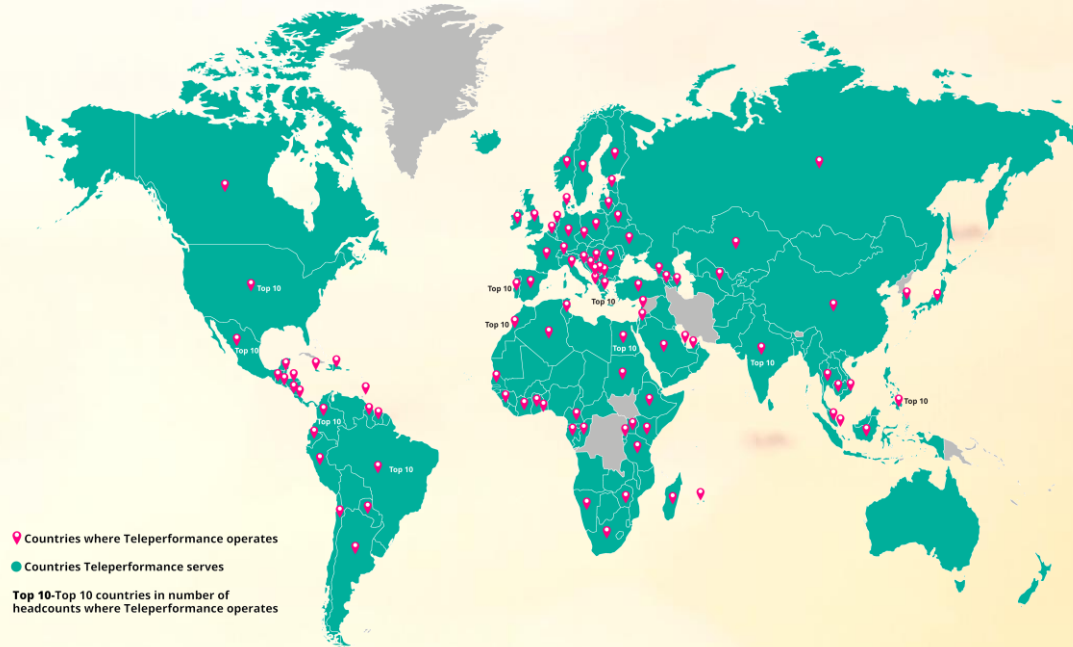 Top 10
Top 10
Top 10
Top 10
Top 10
Top 10
Top 10
Top 10
Top 10
Top 10
Countries where Teleperformance operates
Countries Teleperformance serves
Top 10-Top 10 countries in number of
headcounts where Teleperformance operates